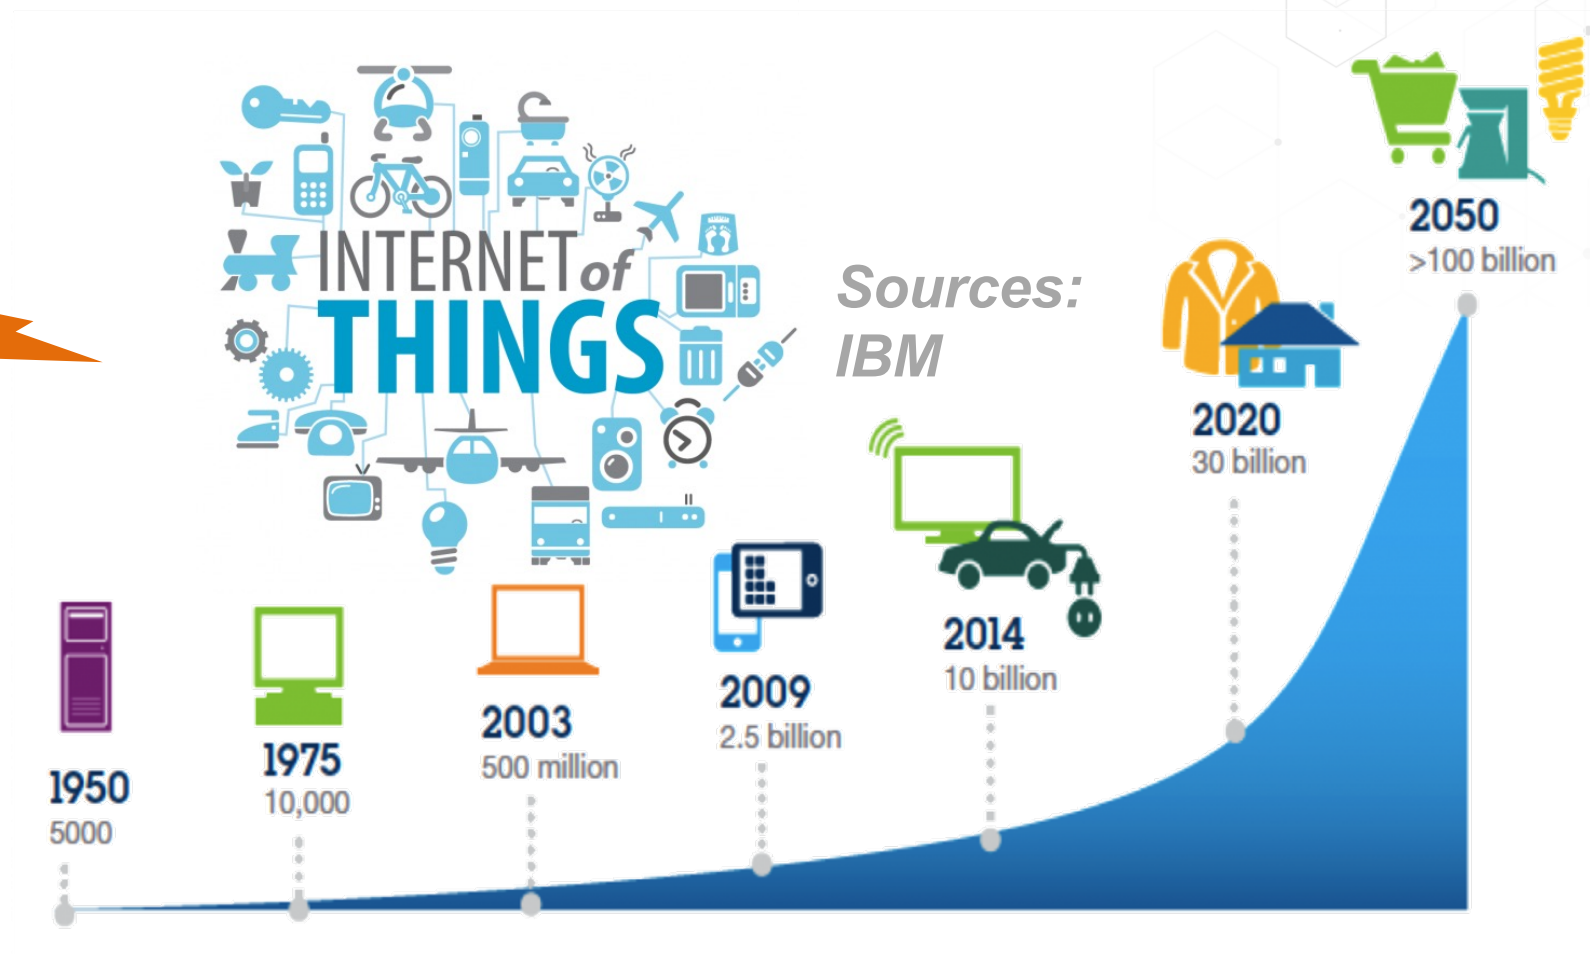 INTERNET of
THINGS
Sources:
IBM
1950
5000
1975
10,000
2003
500 million
2009
2.5 billion
2014
10 billion
2020
30 billion
2050
>100 billion